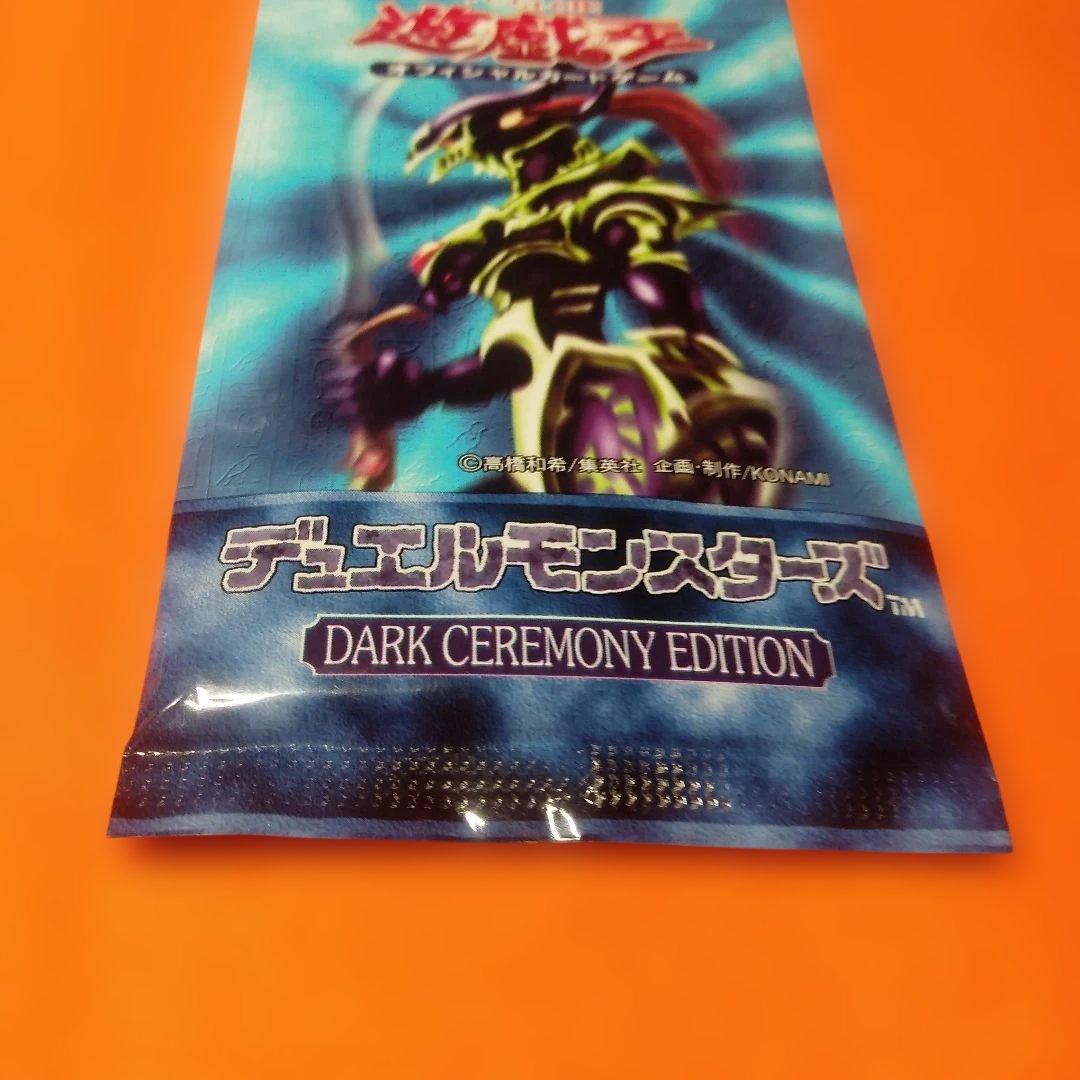 遊戯王
オフィシャルカードゲーム
©高橋和希/集英社 企画・制作/KONAMI
デュエルモンスターズ™
DARK CEREMONY EDITION